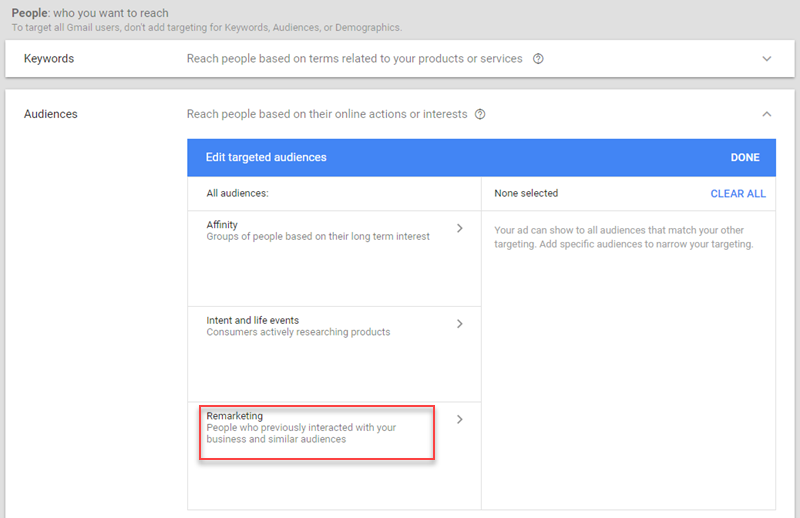 People: who you want to reach
To target all Gmail users, don't add targeting for Keywords, Audiences, or Demographics.
Keywords
Reach people based on terms related to your products or services
Audiences
Reach people based on their online actions or interests
Edit targeted audiences
DONE
All audiences:
None selected
CLEAR ALL
Affinity
Groups of people based on their long term interest
Your ad can show to all audiences that match your other
targeting. Add specific audiences to narrow your targeting.
Intent and life events
Consumers actively researching products
Remarketing
People who previously interacted with your
business and similar audiences